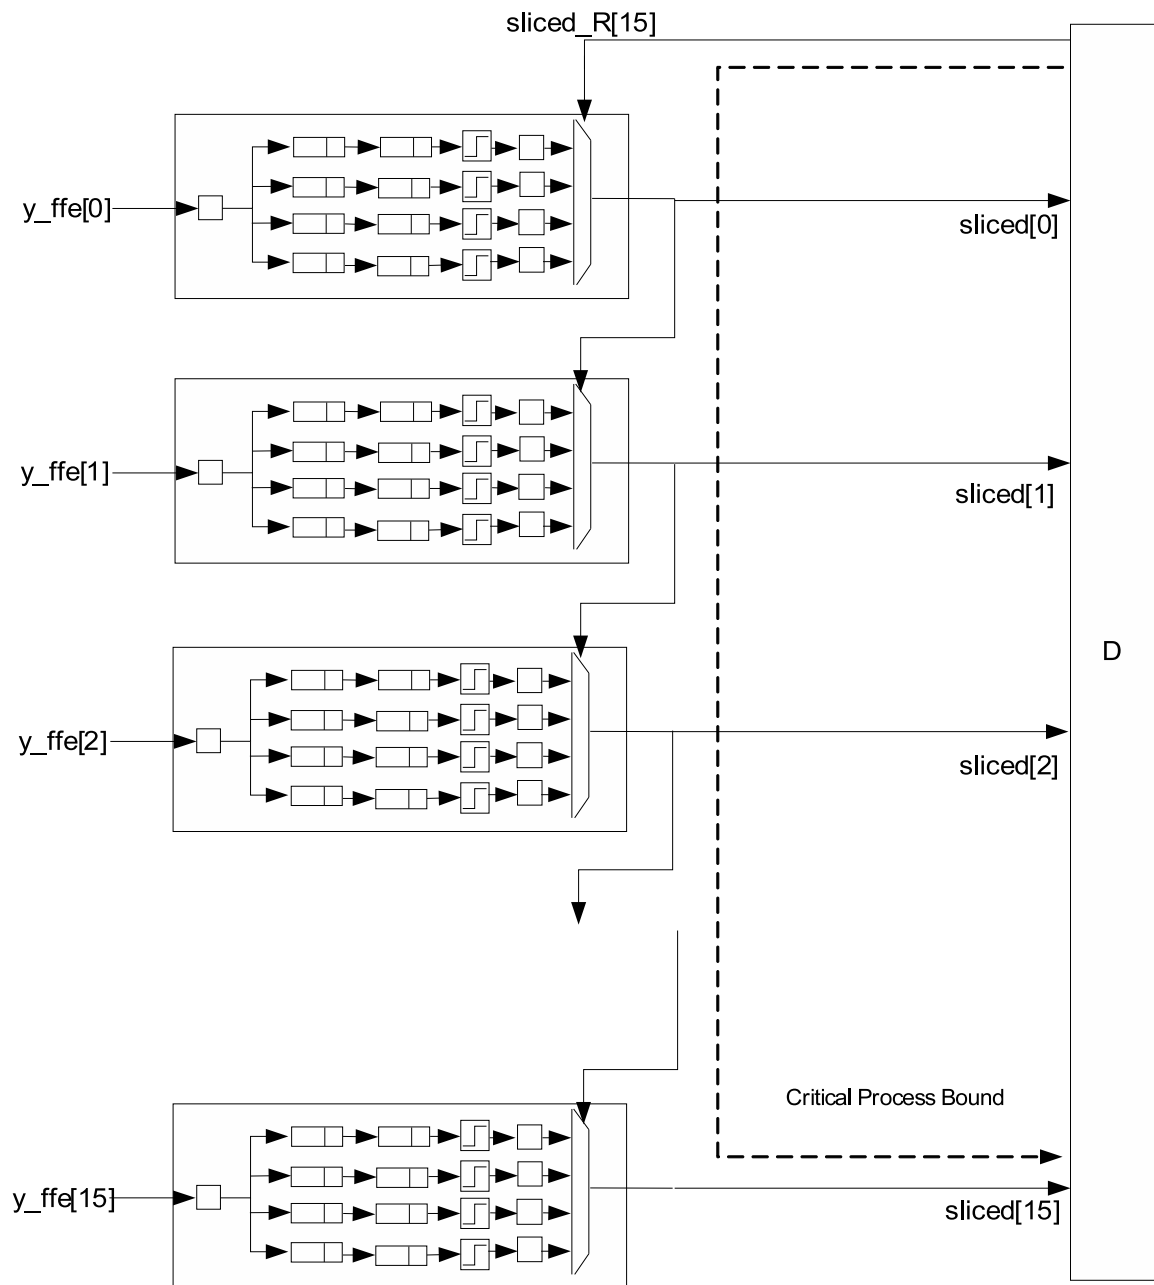 sliced_R[15]
y_ffe[0]
sliced[0]
y_ffe[1]
sliced[1]
D
y_ffe[2]
sliced[2]
Critical Process Bound
y_ffe[15]
sliced[15]